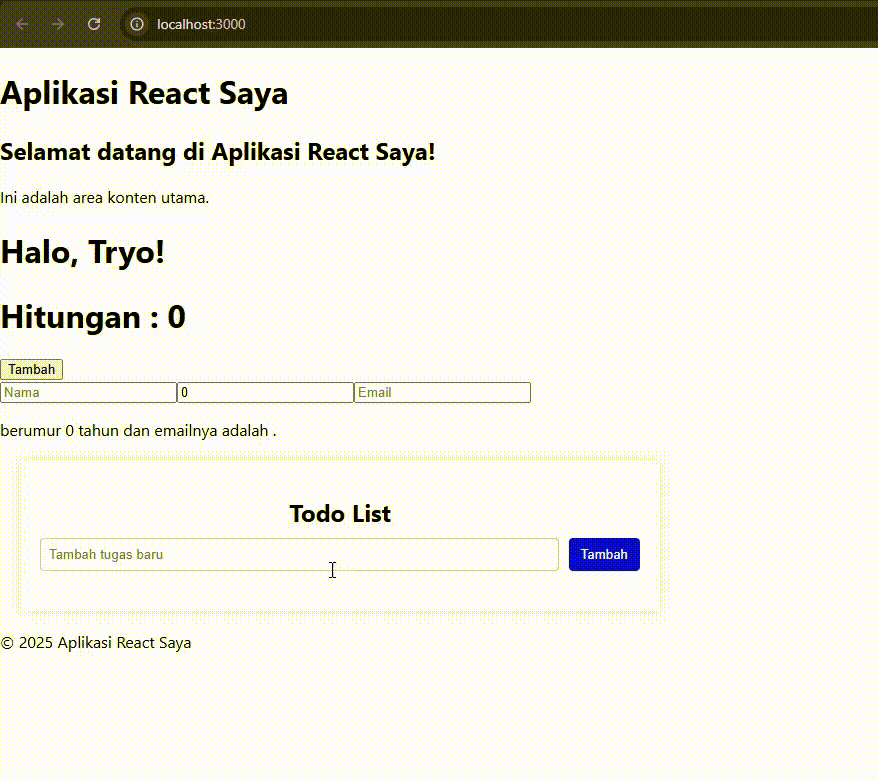 localhost:3000
Aplikasi React Saya
Selamat datang di Aplikasi React Saya!
Ini adalah area konten utama.
Halo, Tryo!
Hitungan : 0
Tambah
Nama 0 Email
berumur 0 tahun dan emailnya adalah .
Todo List
Tambah tugas baru Tambah
© 2025 Aplikasi React Saya